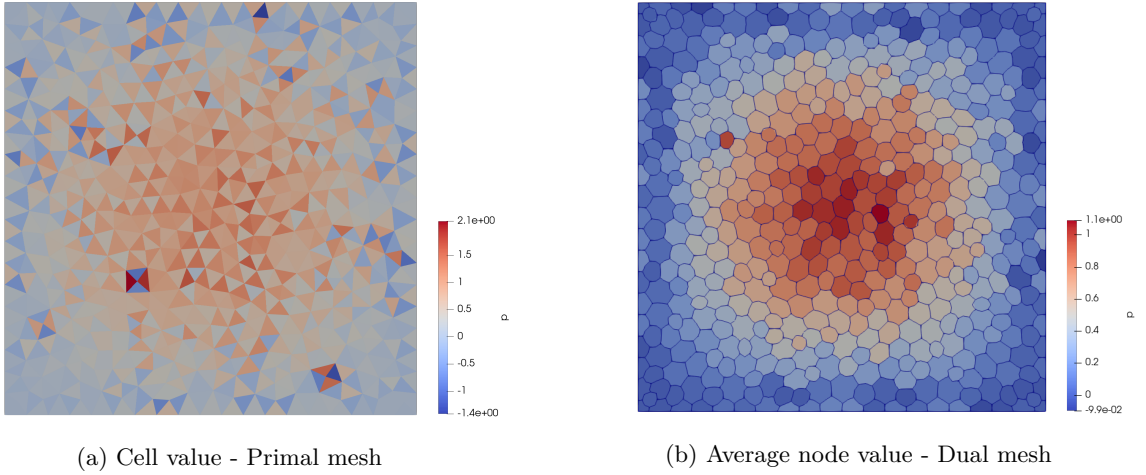 2.1e+00
1.5
1
0.5
0
-0.5
-1
-1.4e+00
p
1.1e+00
1
0.8
0.6
0.4
0.2
0
-9.9e-02
p
(a) Cell value - Primal mesh
(b) Average node value - Dual mesh